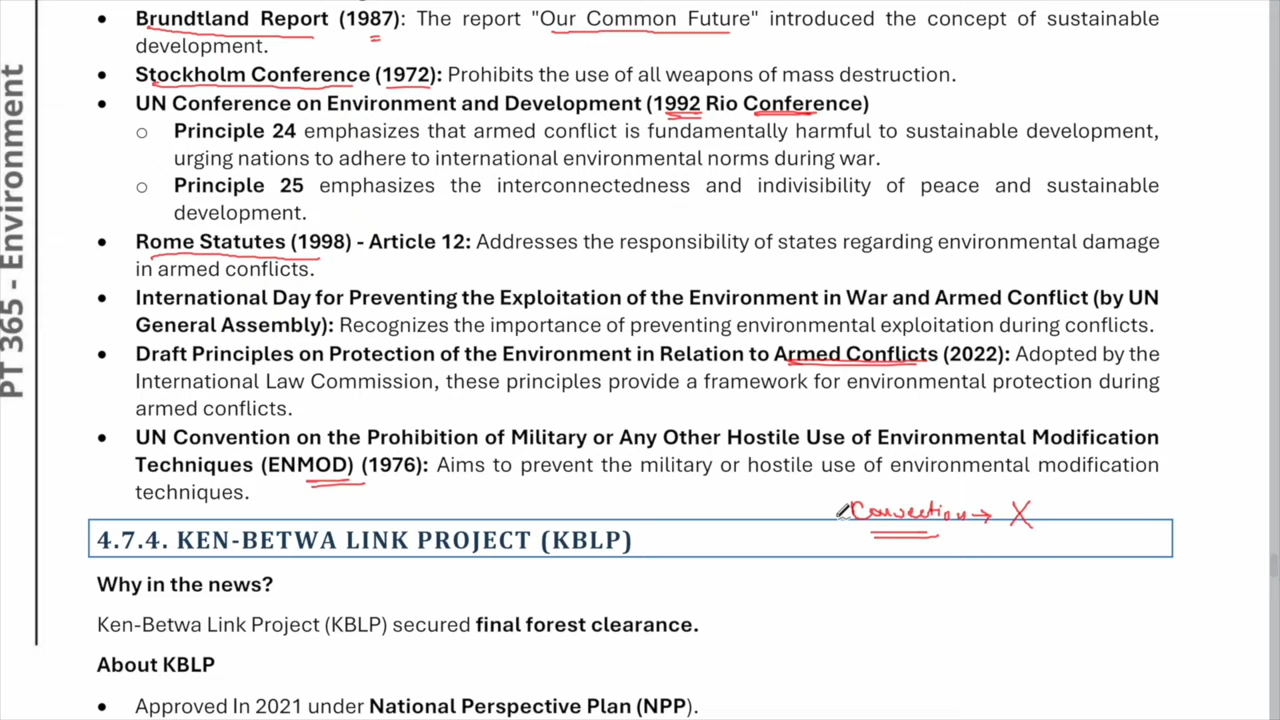 Brundtland Report (1987): The report "Our Common Future" introduced the concept of sustainable
development.
Stockholm Conference (1972): Prohibits the use of all weapons of mass destruction.
UN Conference on Environment and Development (1992 Rio Conference)
Principle 24 emphasizes that armed conflict is fundamentally harmful to sustainable development,
urging nations to adhere to international environmental norms during war.
Principle 25 emphasizes the interconnectedness and indivisibility of peace and sustainable
development.
Rome Statutes (1998) - Article 12: Addresses the responsibility of states regarding environmental damage
in armed conflicts.
International Day for Preventing the Exploitation of the Environment in War and Armed Conflict (by UN
General Assembly): Recognizes the importance of preventing environmental exploitation during conflicts.
Draft Principles on Protection of the Environment in Relation to Armed Conflicts (2022): Adopted by the
International Law Commission, these principles provide a framework for environmental protection during
armed conflicts.
UN Convention on the Prohibition of Military or Any Other Hostile Use of Environmental Modification
Techniques (ENMOD) (1976): Aims to prevent the military or hostile use of environmental modification
techniques.
→ X
4.7.4. KEN-BETWA LINK PROJECT (KBLP)
Why in the news?
Ken-Betwa Link Project (KBLP) secured final forest clearance.
About KBLP
Approved In 2021 under National Perspective Plan (NPP).
PT 365 - Environment